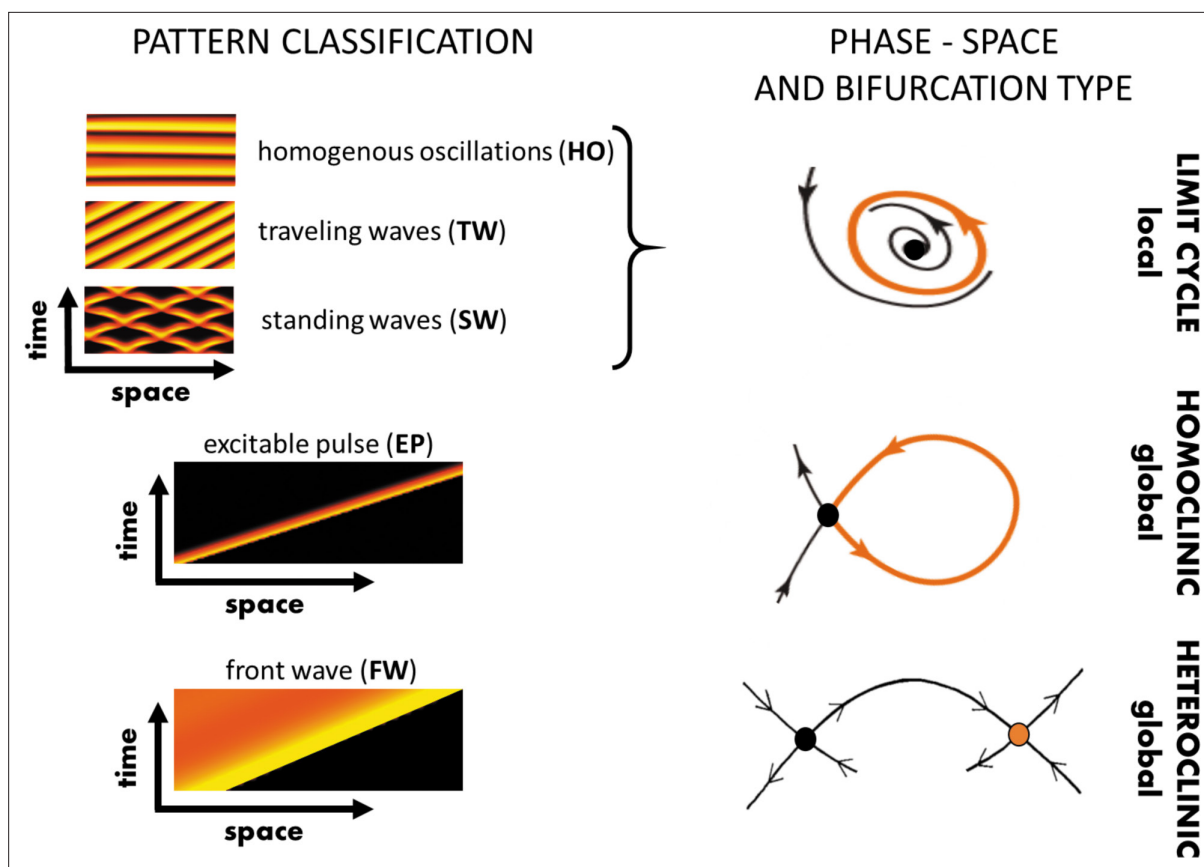 PATTERN CLASSIFICATION
PHASE - SPACE
AND BIFURCATION TYPE
homogenous oscillations (HO)
traveling waves (TW)
standing waves (SW)
time
space
LIMIT CYCLE
local
excitable pulse (EP)
time
space
HOMOCLINIC
global
front wave (FW)
time
space
HETEROCLINIC
global